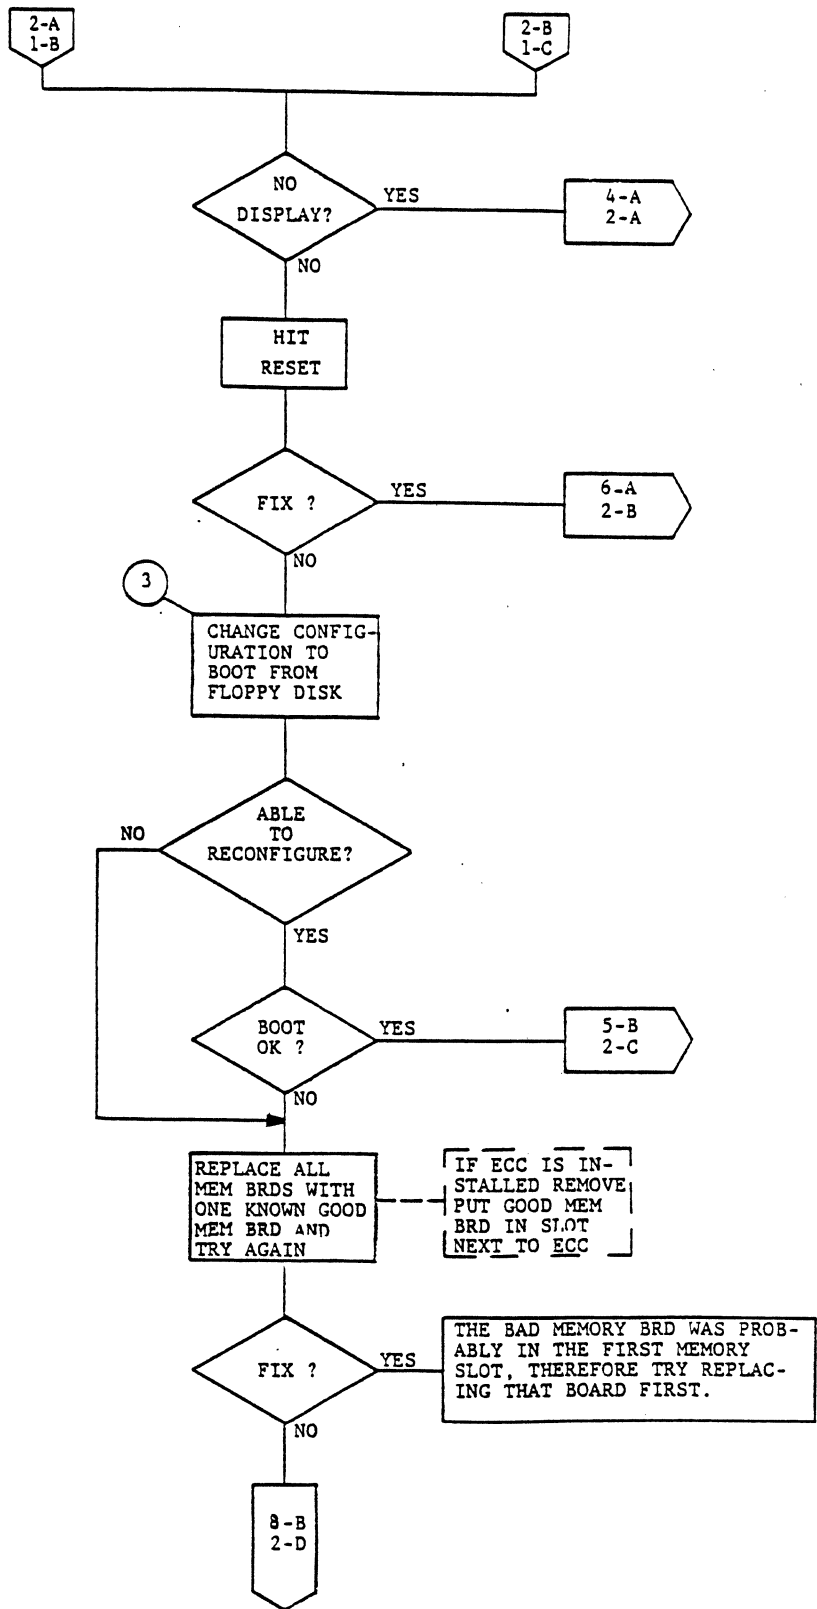 2-A
1-B
2-B
1-C
NO
DISPLAY?
YES
4-A
2-A
NO
HIT
RESET
FIX ?
YES
6-A
2-B
NO
3
CHANGE CONFIG-
URATION TO
BOOT FROM
FLOPPY DISK
ABLE
TO
RECONFIGURE?
NO
YES
BOOT
OK ?
YES
5-B
2-C
NO
REPLACE ALL
MEM BRDS WITH
ONE KNOWN GOOD
MEM BRD AND
TRY AGAIN
IF ECC IS IN-
STALLED REMOVE
PUT GOOD MEM
BRD IN SLOT
NEXT TO ECC
FIX ?
YES
THE BAD MEMORY BRD WAS PROB-
ABLY IN THE FIRST MEMORY
SLOT, THEREFORE TRY REPLAC-
ING THAT BOARD FIRST.
NO
8-B
2-D